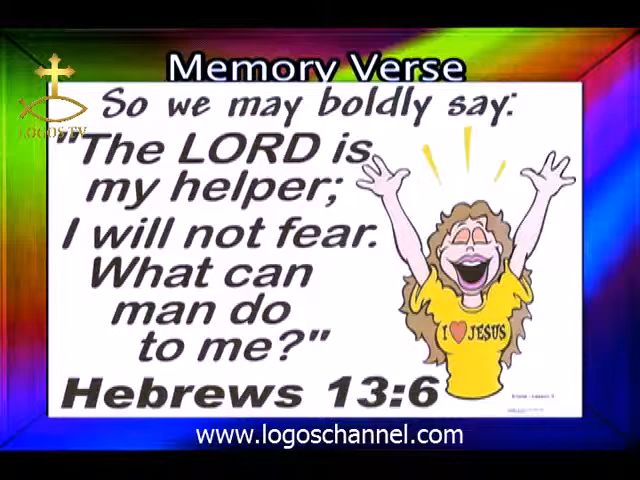 Memory Verse
LOGOS TV
So we may boldly say:
"The LORD is
my helper;
I will not fear.
What can
man do
to me?"
Hebrews 13:6
I ♥ JESUS
www.logoschannel.com